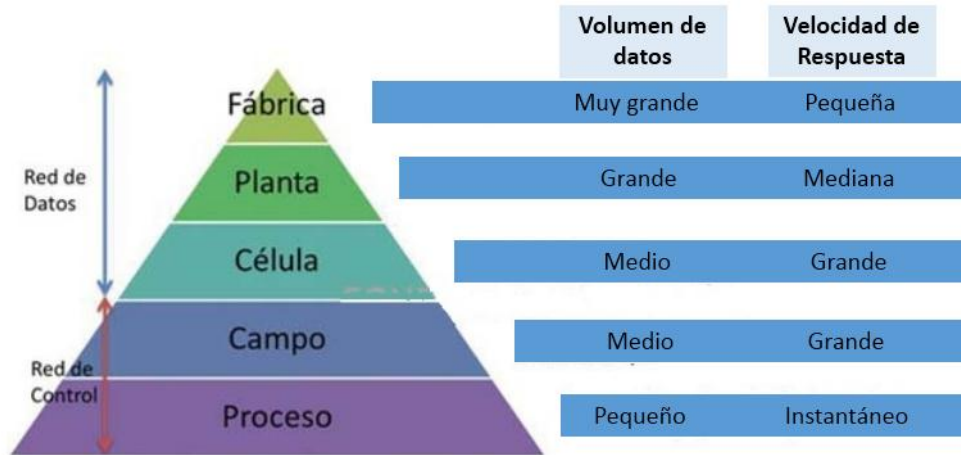 Volumen de
datos
Velocidad de
Respuesta
Fábrica
Muy grande
Pequeña
Red de
Datos
Planta
Grande
Mediana
Célula
Medio
Grande
Campo
Medio
Grande
Red de
Control
Proceso
Pequeño
Instantáneo